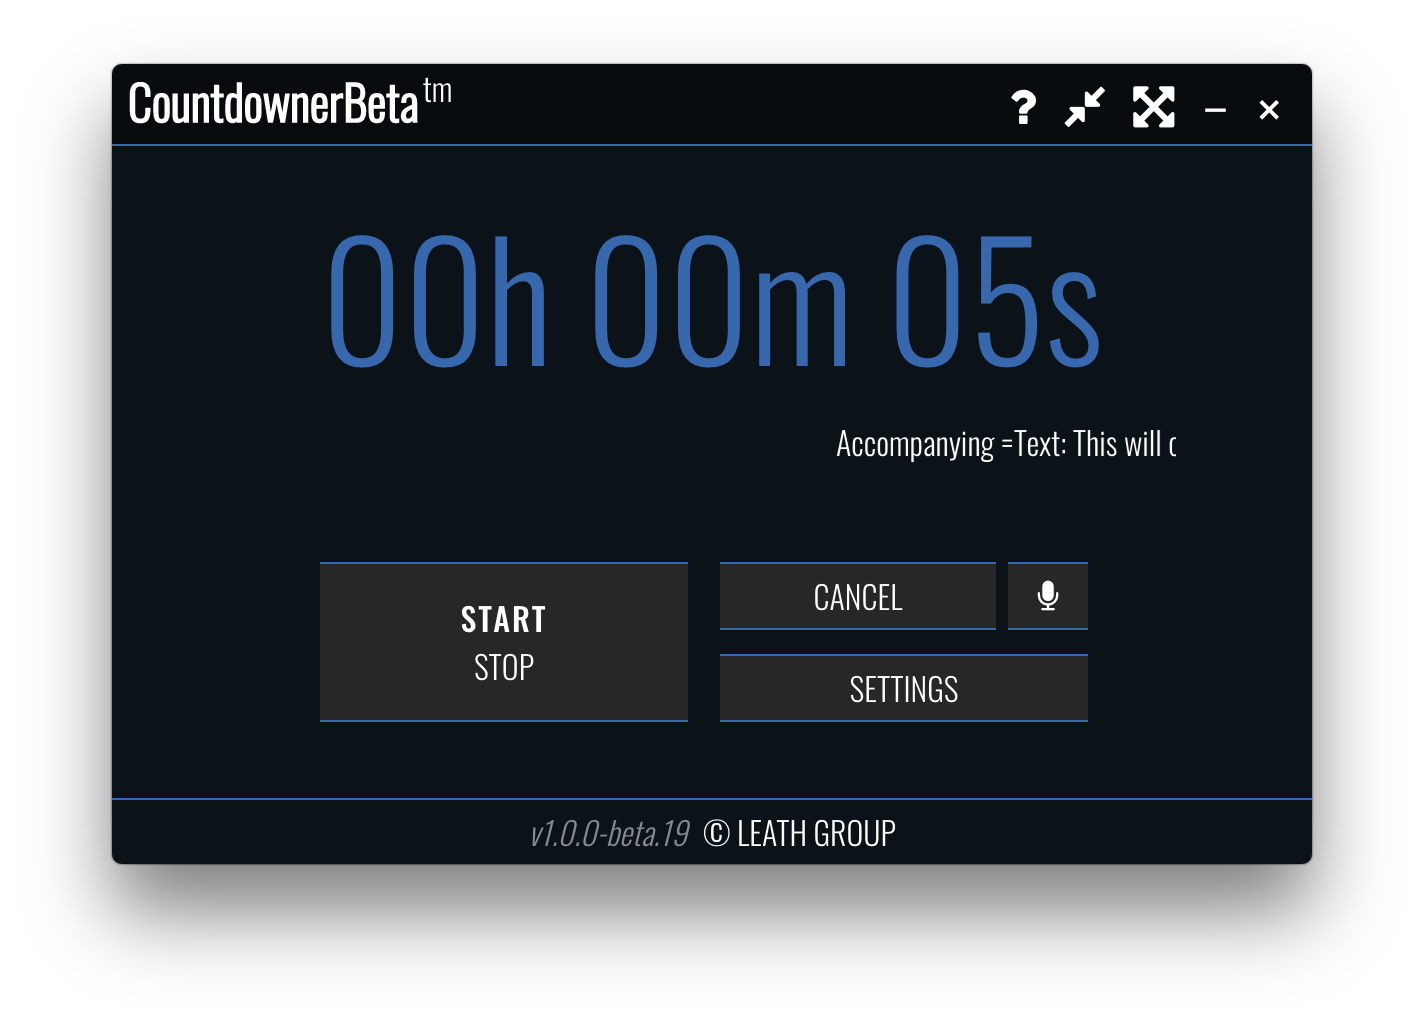 CountdownerBeta tm
00h 00m 05s
Accompanying =Text: This will
START
STOP
CANCEL
SETTINGS
v1.0.0-beta.19 © LEATH GROUP